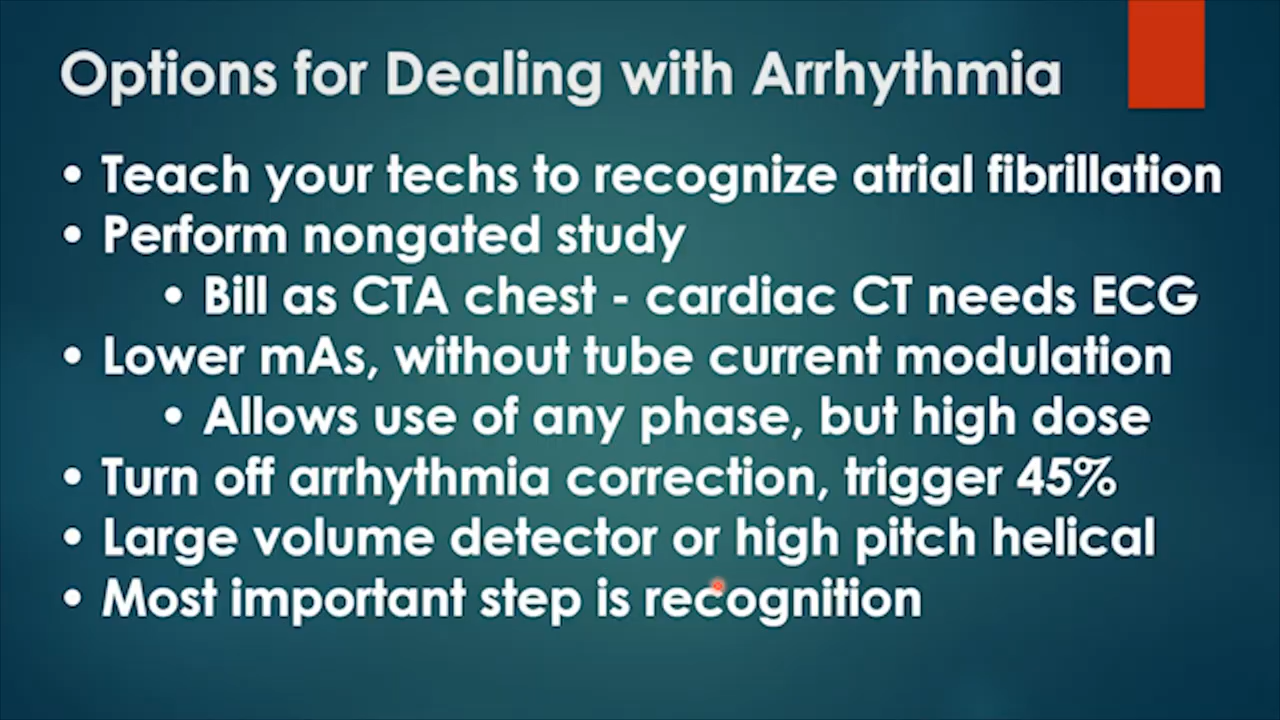 Options for Dealing with Arrhythmia
• Teach your techs to recognize atrial fibrillation
• Perform nongated study
• Bill as CTA chest - cardiac CT needs ECG
• Lower mAs, without tube current modulation
• Allows use of any phase, but high dose
• Turn off arrhythmia correction, trigger 45%
• Large volume detector or high pitch helical
• Most important step is recognition